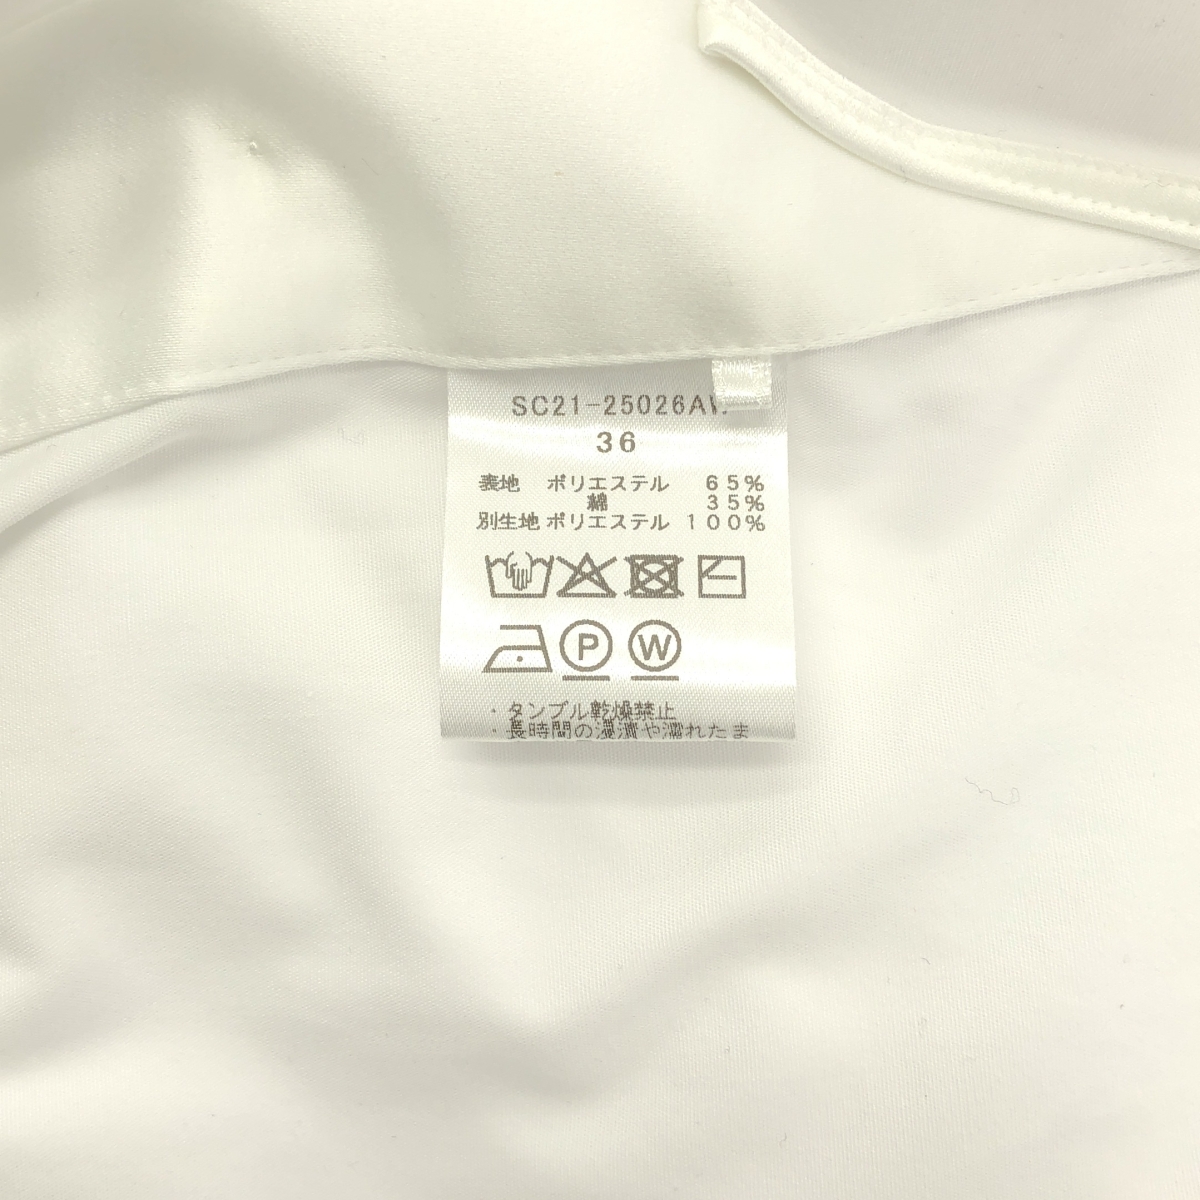 SC21-25026AW
36
表地 ポリエステル 65%
綿 35%
別生地 ポリエステル 100%
P W
・タンブル乾燥禁止
・長時間の浸漬や濡れたま